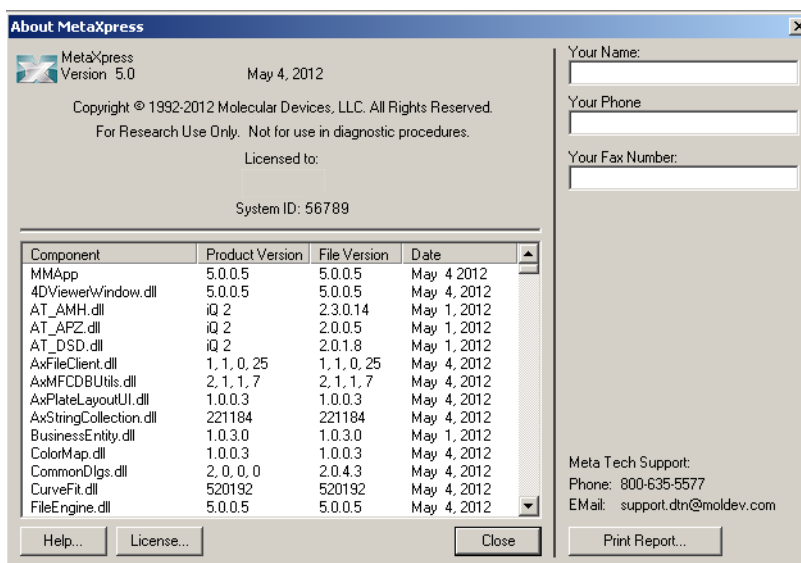 About MetaXpress
MetaXpress
Version 5.0 May 4, 2012
Copyright © 1992-2012 Molecular Devices, LLC. All Rights Reserved.
For Research Use Only. Not for use in diagnostic procedures.
Licensed to:
System ID: 56789
Component Product Version File Version Date
MMApp 5.0.0.5 5.0.0.5 May 4 2012
4DViewerWindow.dll 5.0.0.5 5.0.0.5 May 4, 2012
AT_AMH.dll iQ 2 2.3.0.14 May 1, 2012
AT_APZ.dll iQ 2 2.0.0.5 May 1, 2012
AT_DSD.dll iQ 2 2.0.1.8 May 1, 2012
AxFileClient.dll 1, 1, 0, 25 1, 1, 0, 25 May 4, 2012
AxMFCDBUtils.dll 2, 1, 1, 7 2, 1, 1, 7 May 4, 2012
AxPlateLayoutUI.dll 1.0.0.3 1.0.0.3 May 4, 2012
AxStringCollection.dll 221184 221184 May 4, 2012
BusinessEntity.dll 1.0.3.0 1.0.3.0 May 1, 2012
ColorMap.dll 1.0.0.3 1.0.0.3 May 4, 2012
CommonDlgs.dll 2, 0, 0, 0 2.0.4.3 May 4, 2012
CurveFit.dll 520192 520192 May 4, 2012
FileEngine.dll 5.0.0.5 5.0.0.5 May 4, 2012
Help... License... Close
Your Name:
Your Phone
Your Fax Number:
Meta Tech Support:
Phone: 800-635-5577
EMail: support.dtn@moldev.com
Print Report...